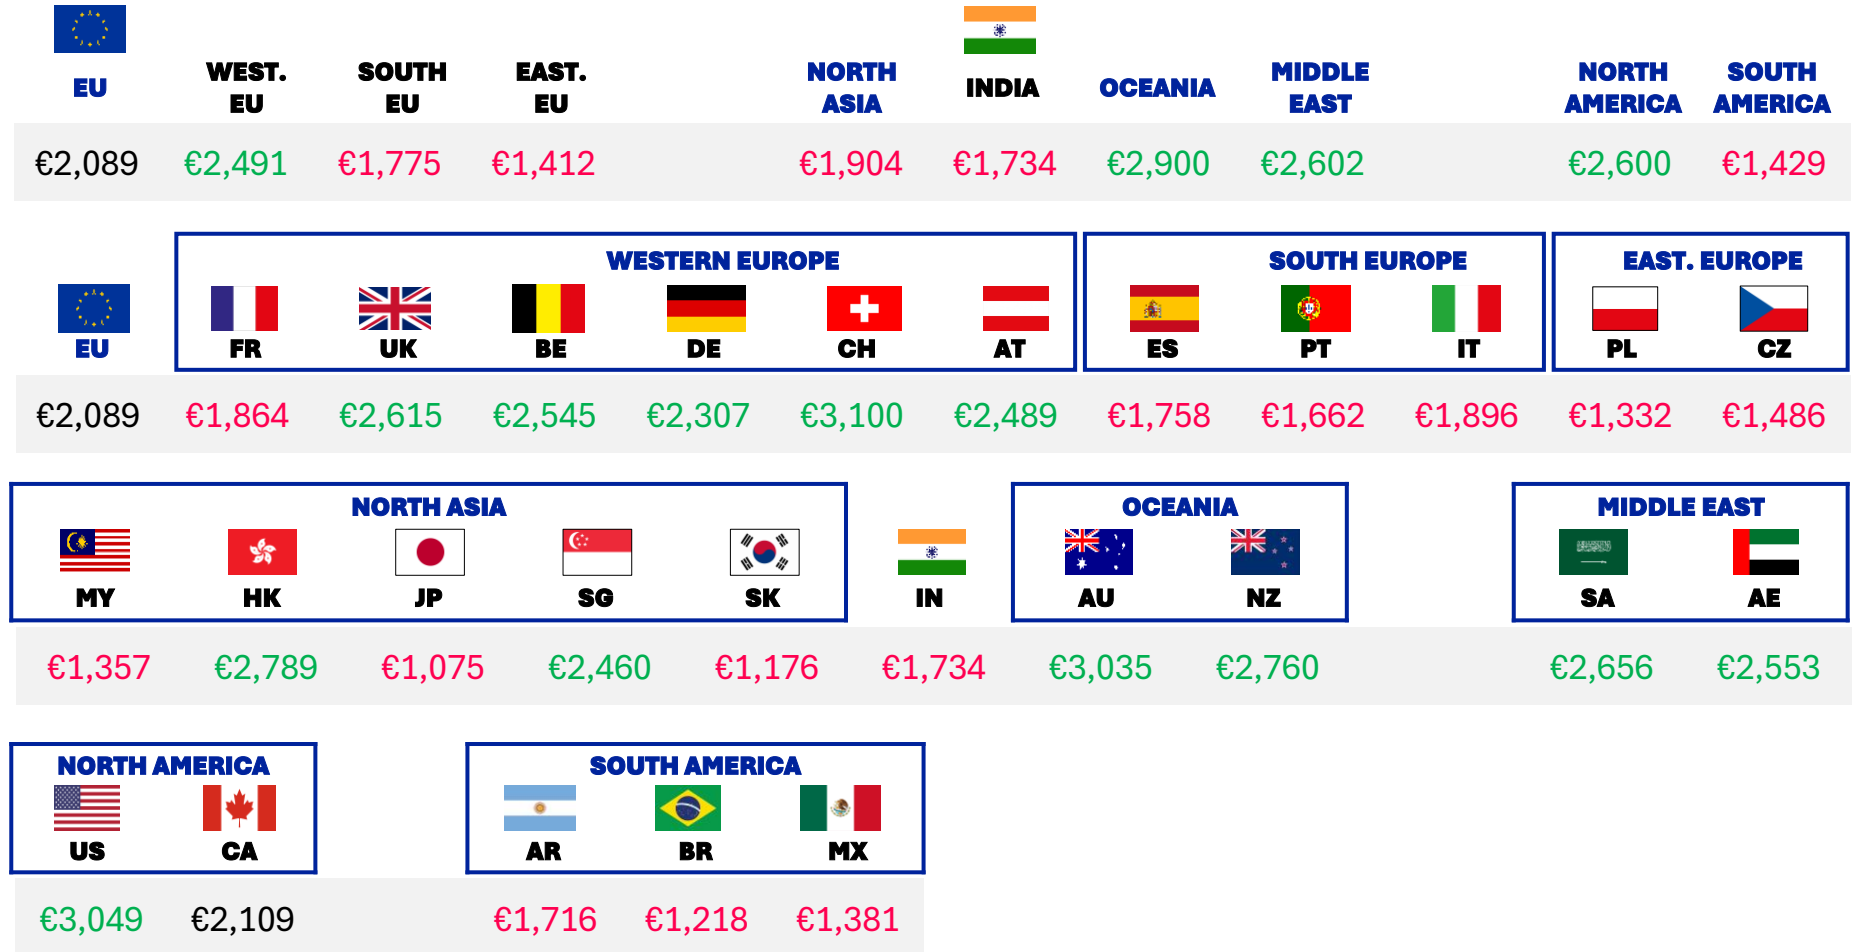 EU WEST. EU SOUTH EU EAST. EU NORTH ASIA INDIA OCEANIA MIDDLE EAST NORTH AMERICA SOUTH AMERICA
€2,089 €2,491 €1,775 €1,412 €1,904 €1,734 €2,900 €2,602 €2,600 €1,429
WESTERN EUROPE SOUTH EUROPE EAST. EUROPE
EU FR UK BE DE CH AT ES PT IT PL CZ
€2,089 €1,864 €2,615 €2,545 €2,307 €3,100 €2,489 €1,758 €1,662 €1,896 €1,332 €1,486
NORTH ASIA OCEANIA MIDDLE EAST
MY HK JP SG SK IN AU NZ SA AE
€1,357 €2,789 €1,075 €2,460 €1,176 €1,734 €3,035 €2,760 €2,656 €2,553
NORTH AMERICA SOUTH AMERICA
US CA AR BR MX
€3,049 €2,109 €1,716 €1,218 €1,381